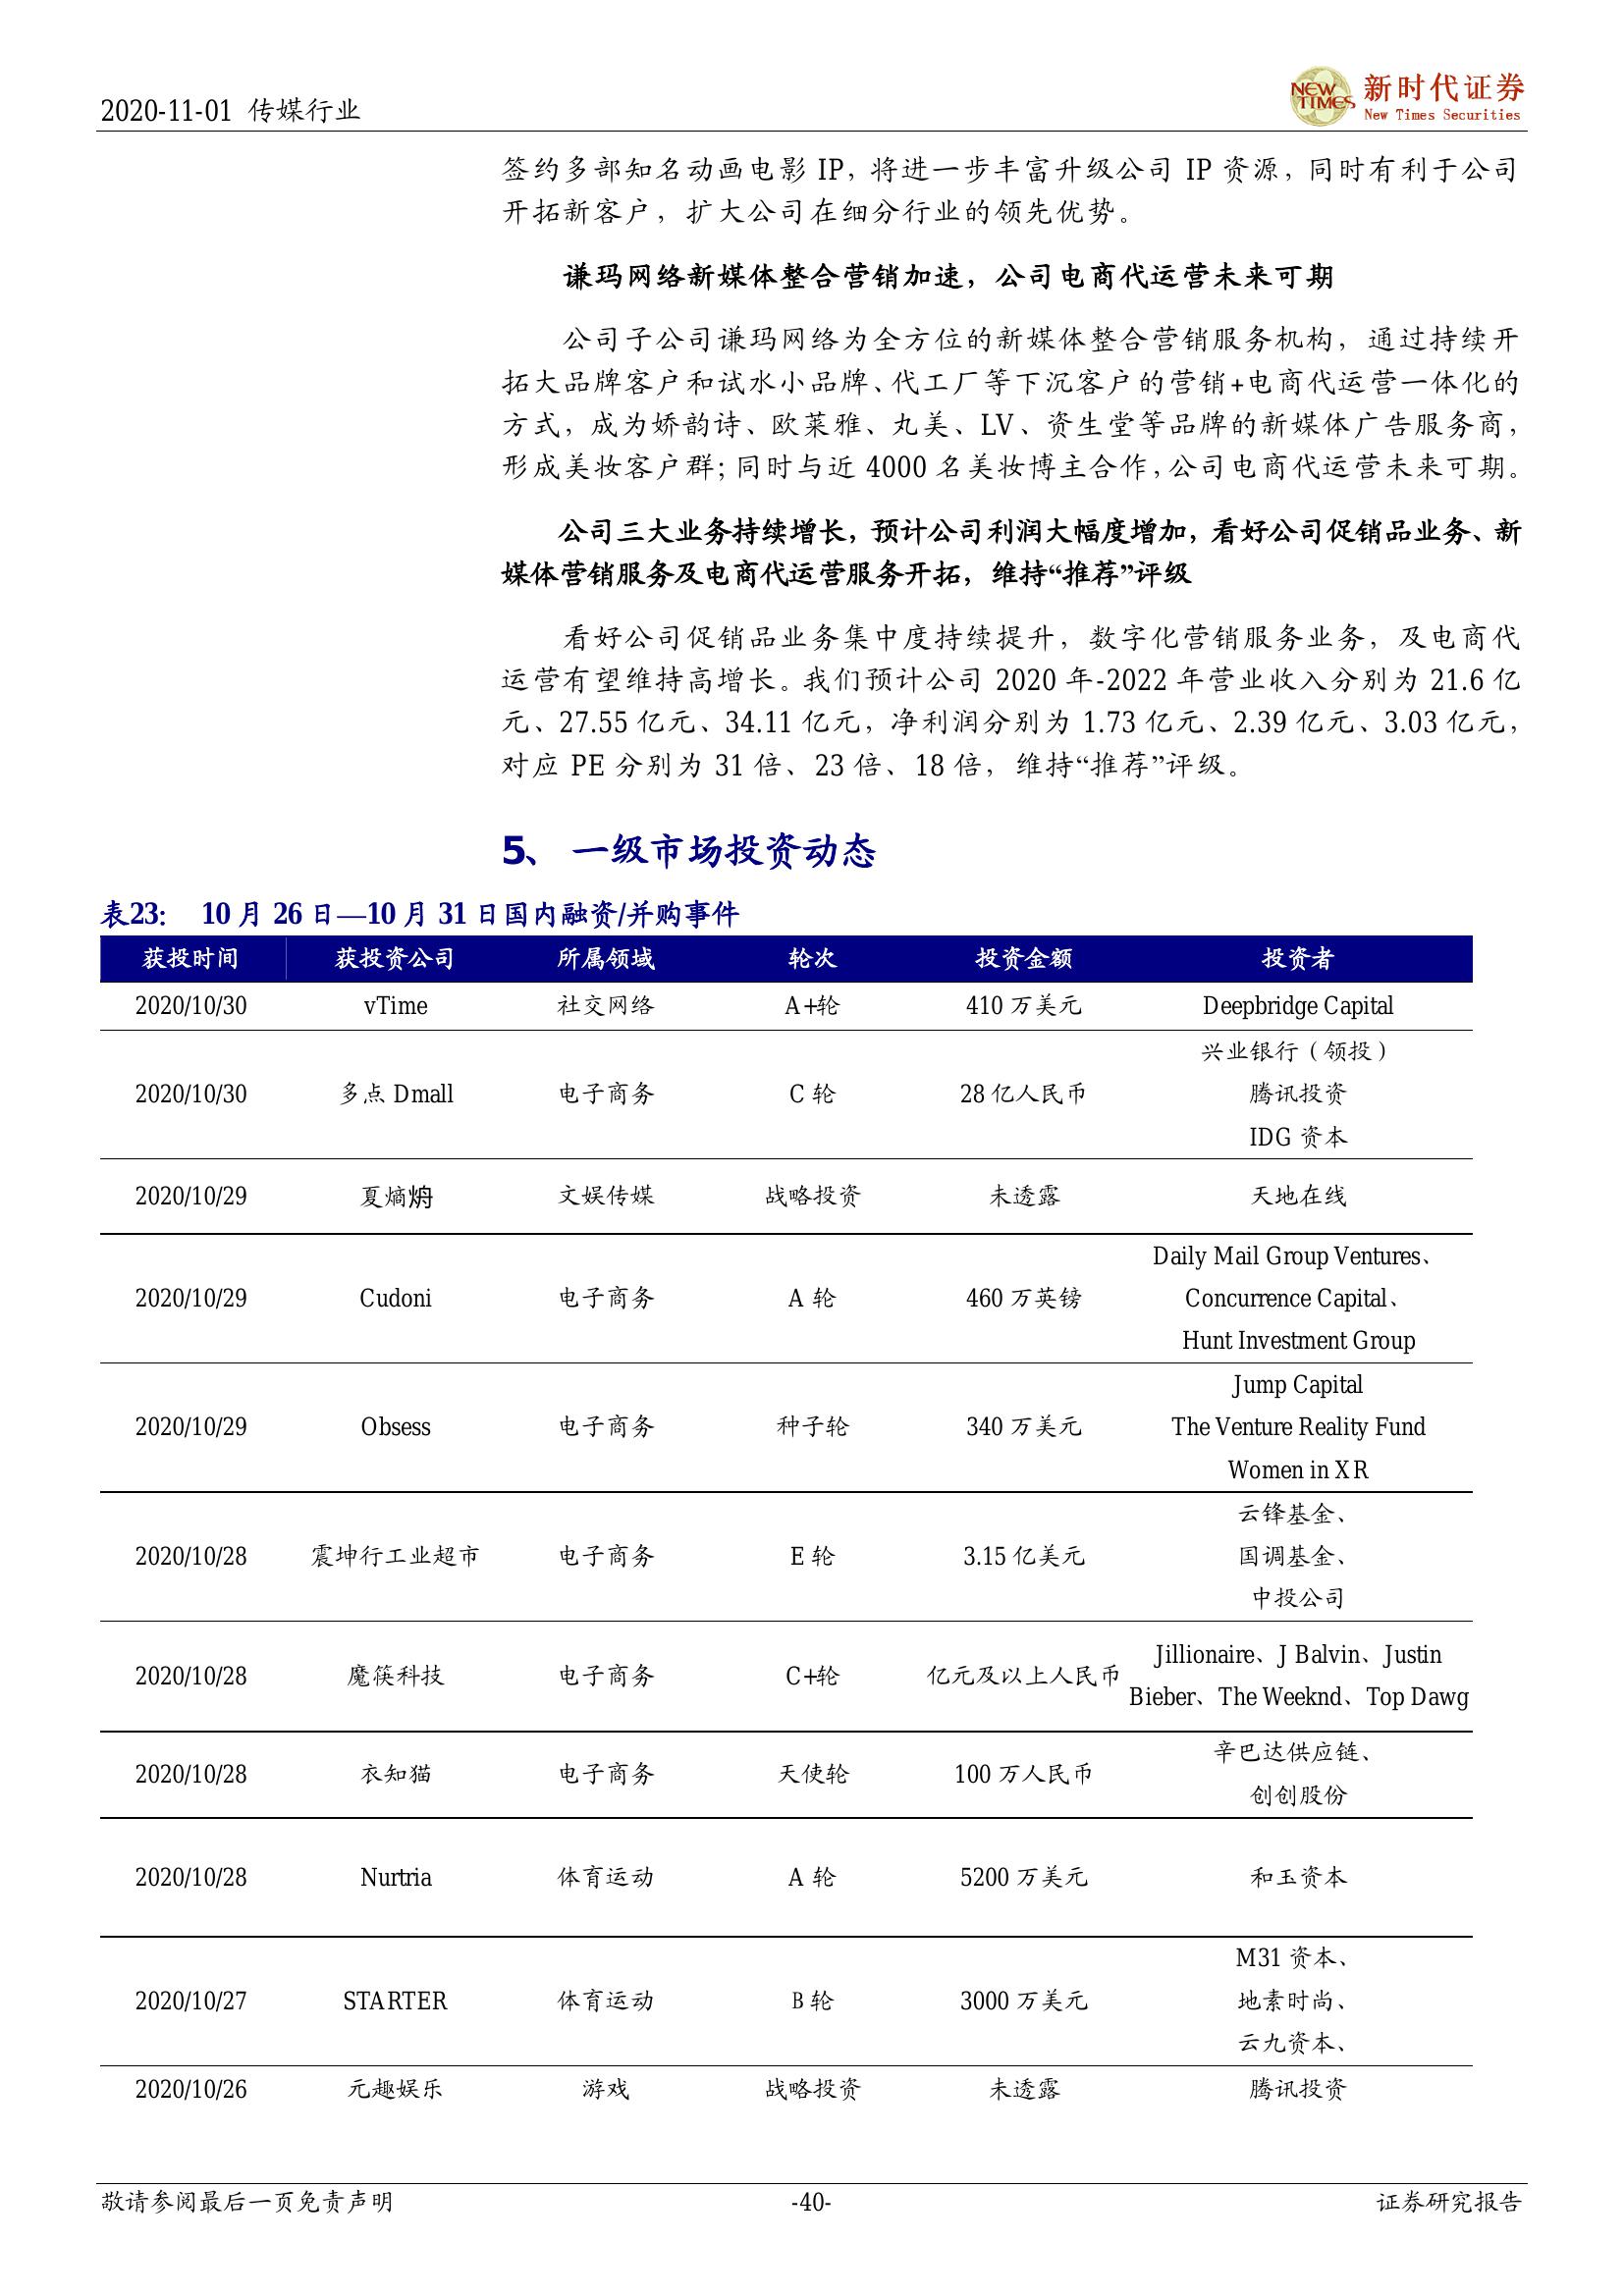 2020-11-01 传媒行业
NEW TIMES
新时代证券
New Times Securities
签约多部知名动画电影 IP，将进一步丰富升级公司 IP 资源，同时有利于公司
开拓新客户，扩大公司在细分行业的领先优势。
谦玛网络新媒体整合营销加速，公司电商代运营未来可期
公司子公司谦玛网络为全方位的新媒体整合营销服务机构，通过持续开
拓大品牌客户和试水小品牌、代工厂等下沉客户的营销+电商代运营一体化的
方式，成为娇韵诗、欧莱雅、丸美、LV、资生堂等品牌的新媒体广告服务商，
形成美妆客户群；同时与近 4000 名美妆博主合作，公司电商代运营未来可期。
公司三大业务持续增长，预计公司利润大幅度增加，看好公司促销品业务、新
媒体营销服务及电商代运营服务开拓，维持“推荐”评级
看好公司促销品业务集中度持续提升，数字化营销服务业务，及电商代
运营有望维持高增长。我们预计公司 2020 年-2022 年营业收入分别为 21.6 亿
元、27.55 亿元、34.11 亿元，净利润分别为 1.73 亿元、2.39 亿元、3.03 亿元，
对应 PE 分别为 31 倍、23 倍、18 倍，维持“推荐”评级。
5、 一级市场投资动态
表23： 10 月 26 日—10 月 31 日国内融资/并购事件
获投时间 获投资公司 所属领域 轮次 投资金额 投资者
2020/10/30 vTime 社交网络 A+轮 410 万美元 Deepbridge Capital
兴业银行（领投）
2020/10/30 多点 Dmall 电子商务 C 轮 28 亿人民币 腾讯投资
IDG 资本
2020/10/29 夏熵 文娱传媒 战略投资 未透露 天地在线
Daily Mail Group Ventures、
2020/10/29 Cudoni 电子商务 A 轮 460 万英镑 Concurrence Capital、
Hunt Investment Group
Jump Capital
2020/10/29 Obsess 电子商务 种子轮 340 万美元 The Venture Reality Fund
Women in XR
云锋基金、
2020/10/28 震坤行工业超市 电子商务 E 轮 3.15 亿美元 国调基金、
中投公司
Jillionaire、J Balvin、Justin
2020/10/28 魔筷科技 电子商务 C+轮 亿元及以上人民币
Bieber、The Weeknd、Top Dawg
辛巴达供应链、
2020/10/28 衣知猫 电子商务 天使轮 100 万人民币
创创股份
2020/10/28 Nurtria 体育运动 A 轮 5200 万美元 和玉资本
M31 资本、
2020/10/27 STARTER 体育运动 B 轮 3000 万美元 地素时尚、
云九资本、
2020/10/26 元趣娱乐 游戏 战略投资 未透露 腾讯投资
敬请参阅最后一页免责声明 -40- 证券研究报告